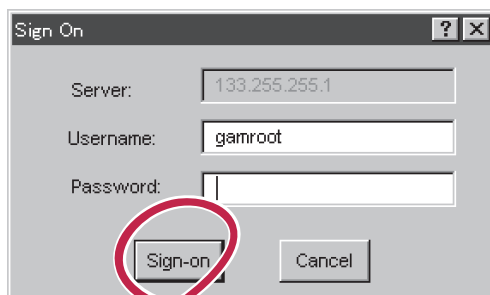 Sign On
Server: 133.255.255.1
Username: gamroot
Password:
Sign-on Cancel